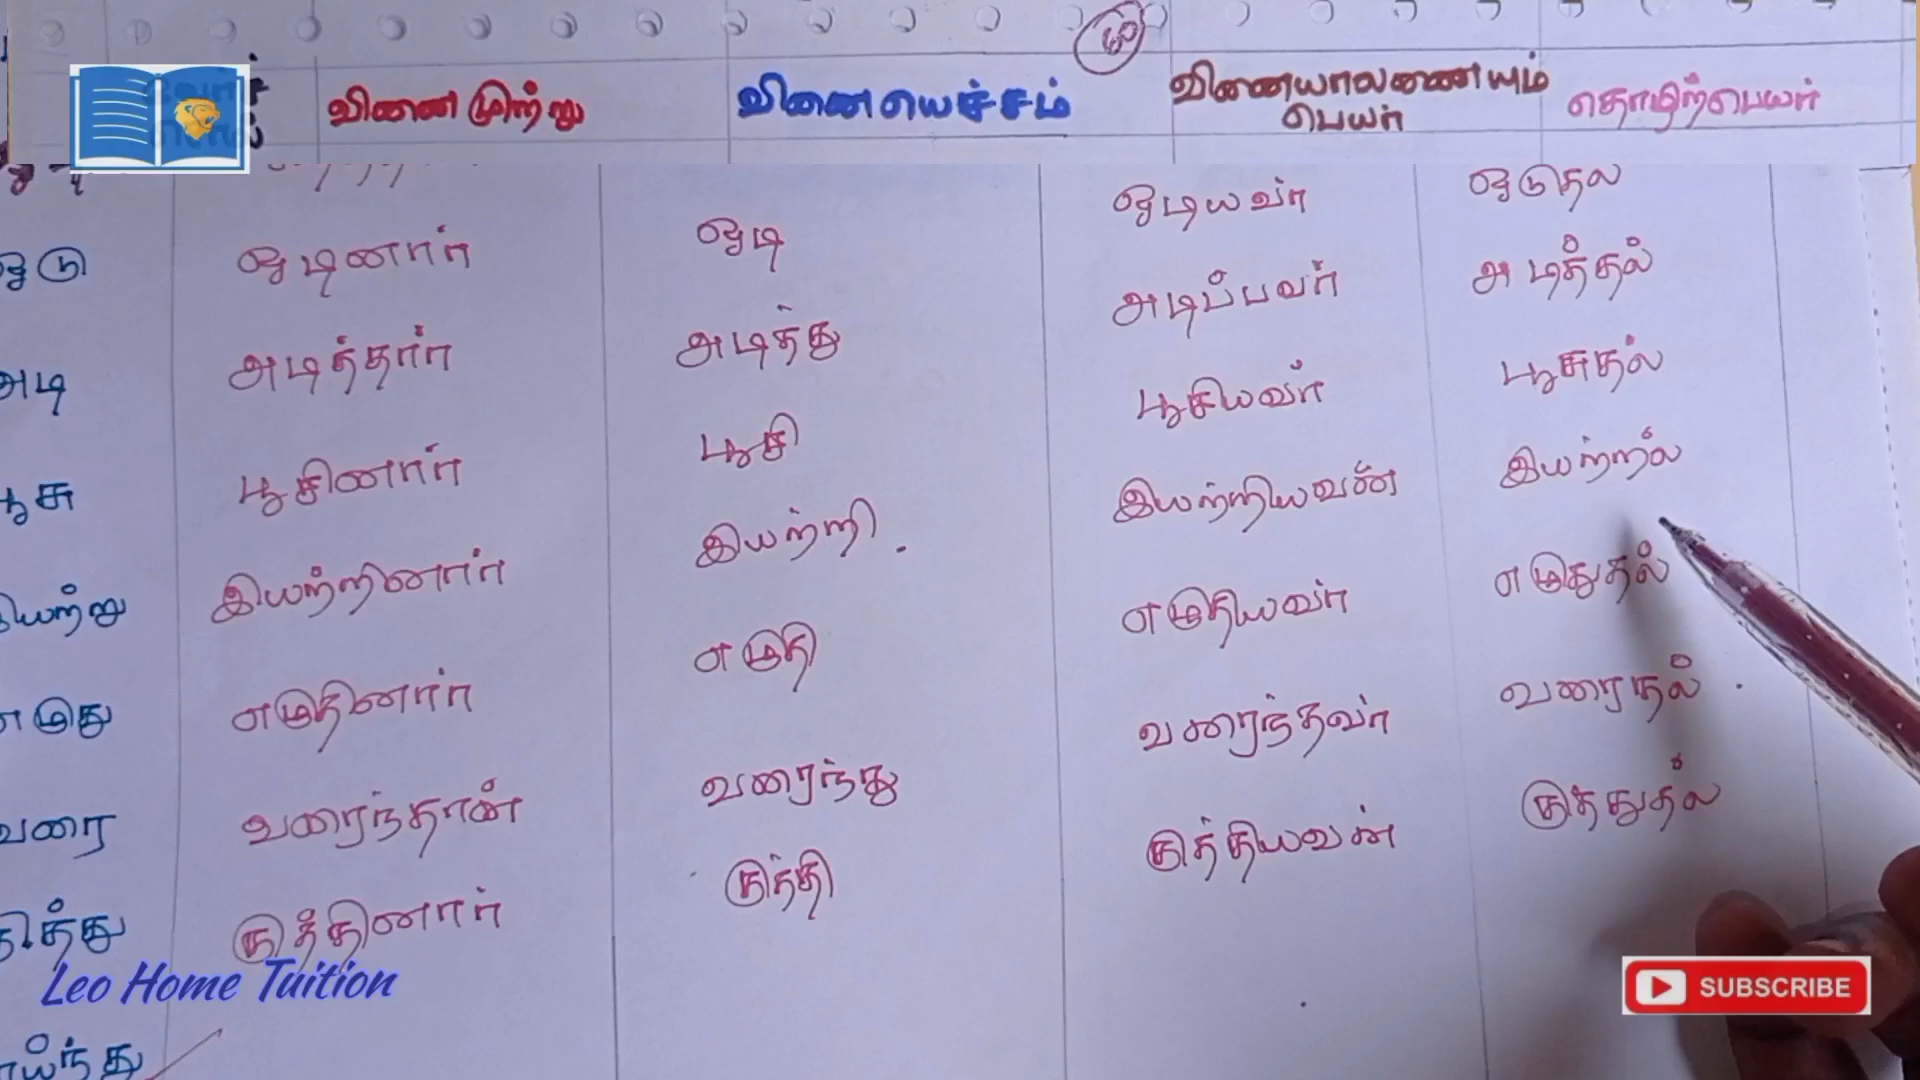 60
வினைமுற்று வினையெச்சம் வினையாலணையும் பெயர் தொழிற்பெயர்
ஓடு ஓடினார் ஓடி ஓடியவர் ஓடுதல
அடி அடித்தார் அடித்து அடிப்பவர் அடித்தல்
பூசு பூசினார் பூசி பூசியவர் பூசுதல்
இயற்று இயற்றினார் இயற்றி இயற்றியவன் இயற்றல்
எழுது எழுதினார் எழுதி எழுதியவர் எழுதுதல்
வரை வரைந்தான் வரைந்து வரைந்தவர் வரைதல்
குத்து குத்தினார் குத்தி குத்தியவன் குத்துதல்
Leo Home Tuition
SUBSCRIBE